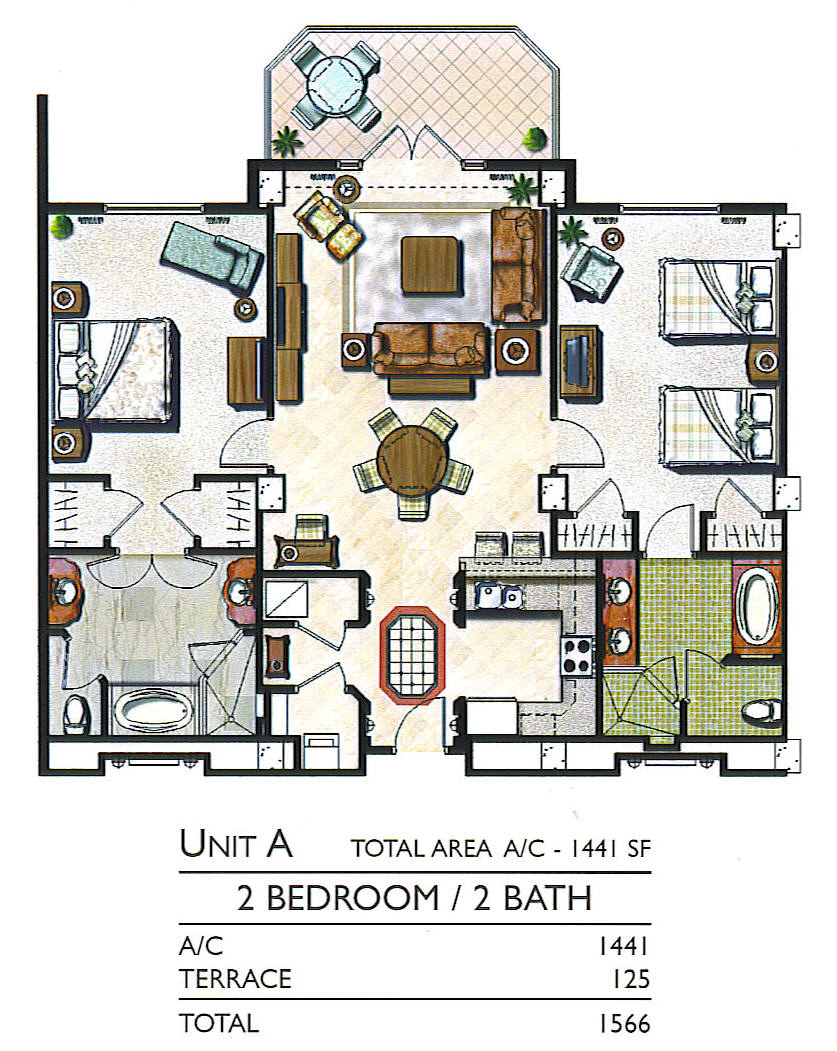 UNIT A TOTAL AREA A/C - 1441 SF
2 BEDROOM / 2 BATH
A/C 1441
TERRACE 125
TOTAL 1566